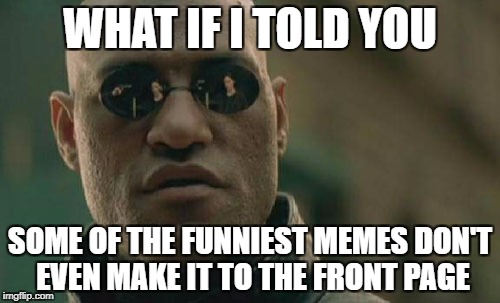 WHAT IF I TOLD YOU
SOME OF THE FUNNIEST MEMES DON'T
EVEN MAKE IT TO THE FRONT PAGE
imgflip.com